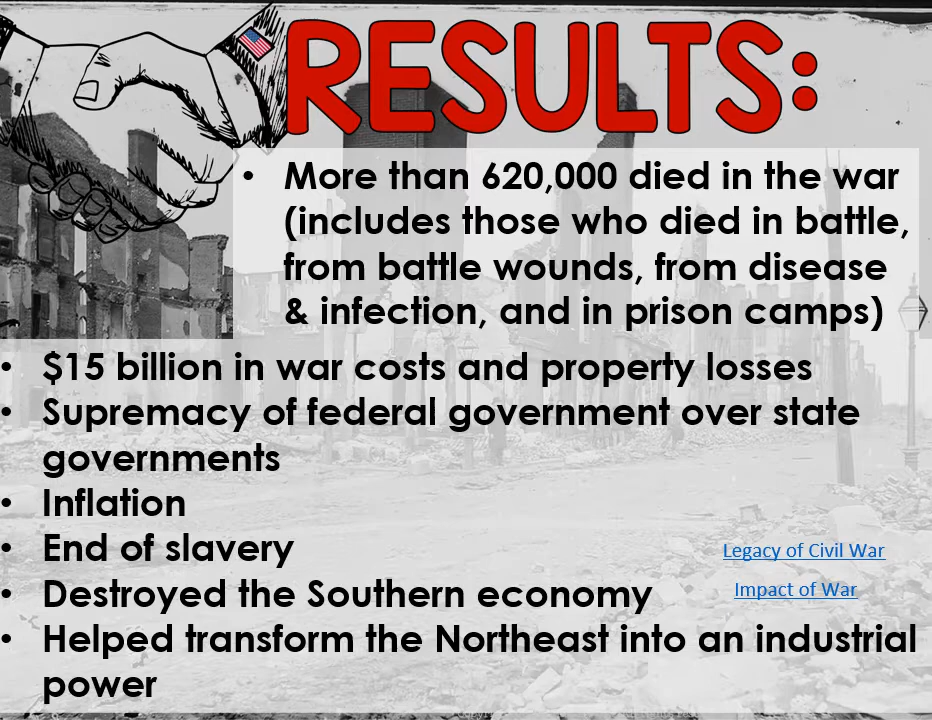 RESULTS:
• More than 620,000 died in the war
(includes those who died in battle,
from battle wounds, from disease
& infection, and in prison camps)
• $15 billion in war costs and property losses
• Supremacy of federal government over state
governments
• Inflation
• End of slavery
Legacy of Civil War
• Destroyed the Southern economy
Impact of War
• Helped transform the Northeast into an industrial
power